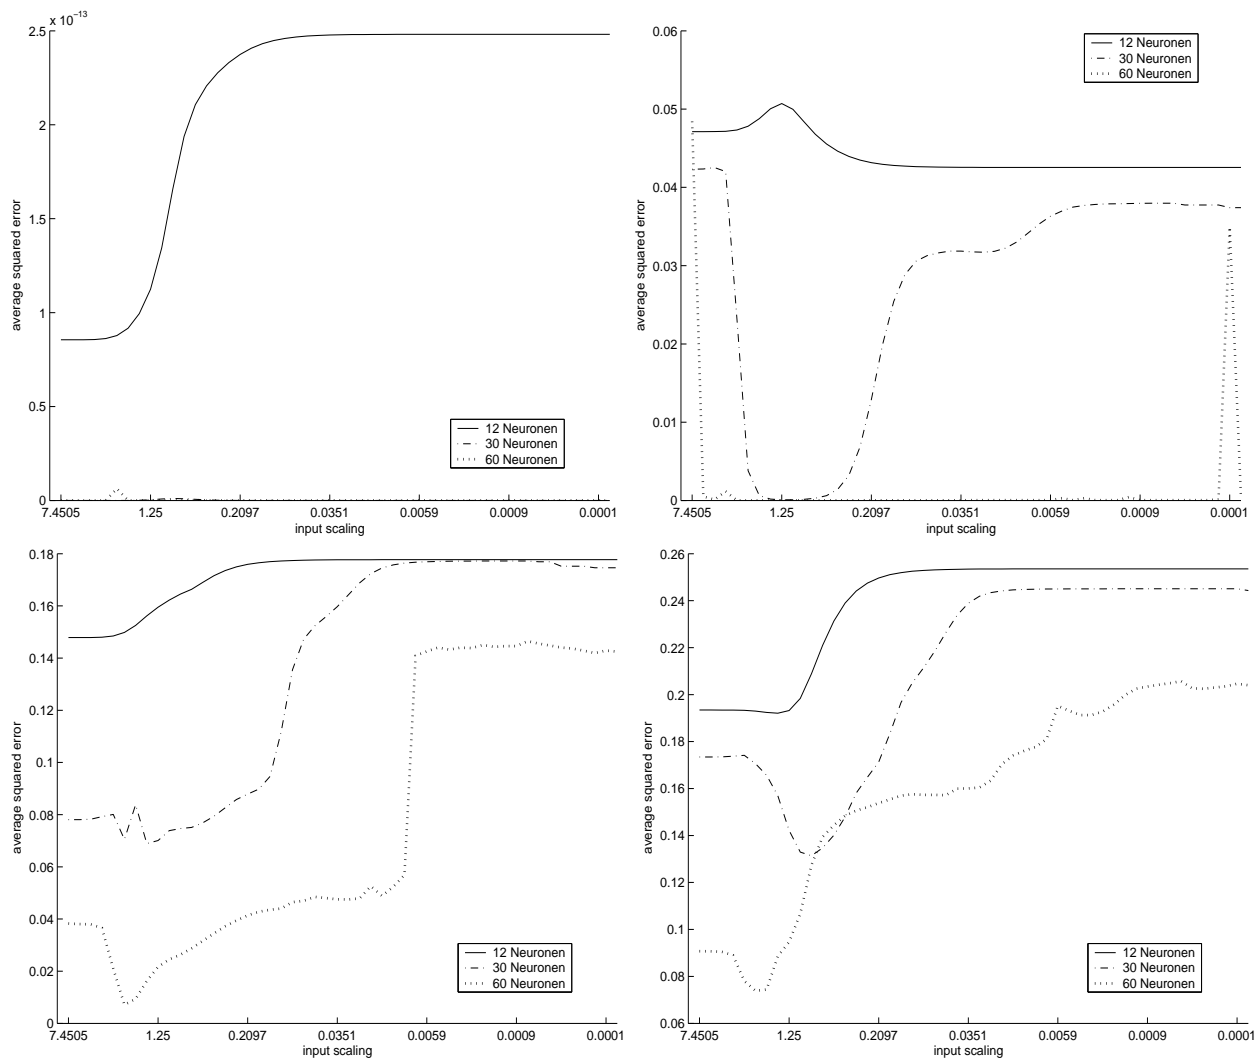 x 10⁻¹³
2.5
2
1.5
1
0.5
0
average squared error
7.4505 1.25 0.2097 0.0351 0.0059 0.0009 0.0001
input scaling
12 Neuronen
30 Neuronen
60 Neuronen
0.06
0.05
0.04
0.03
0.02
0.01
0
average squared error
7.4505 1.25 0.2097 0.0351 0.0059 0.0009 0.0001
input scaling
12 Neuronen
30 Neuronen
60 Neuronen
0.18
0.16
0.14
0.12
0.1
0.08
0.06
0.04
0.02
0
average squared error
7.4505 1.25 0.2097 0.0351 0.0059 0.0009 0.0001
input scaling
12 Neuronen
30 Neuronen
60 Neuronen
0.26
0.24
0.22
0.2
0.18
0.16
0.14
0.12
0.1
0.08
0.06
average squared error
7.4505 1.25 0.2097 0.0351 0.0059 0.0009 0.0001
input scaling
12 Neuronen
30 Neuronen
60 Neuronen